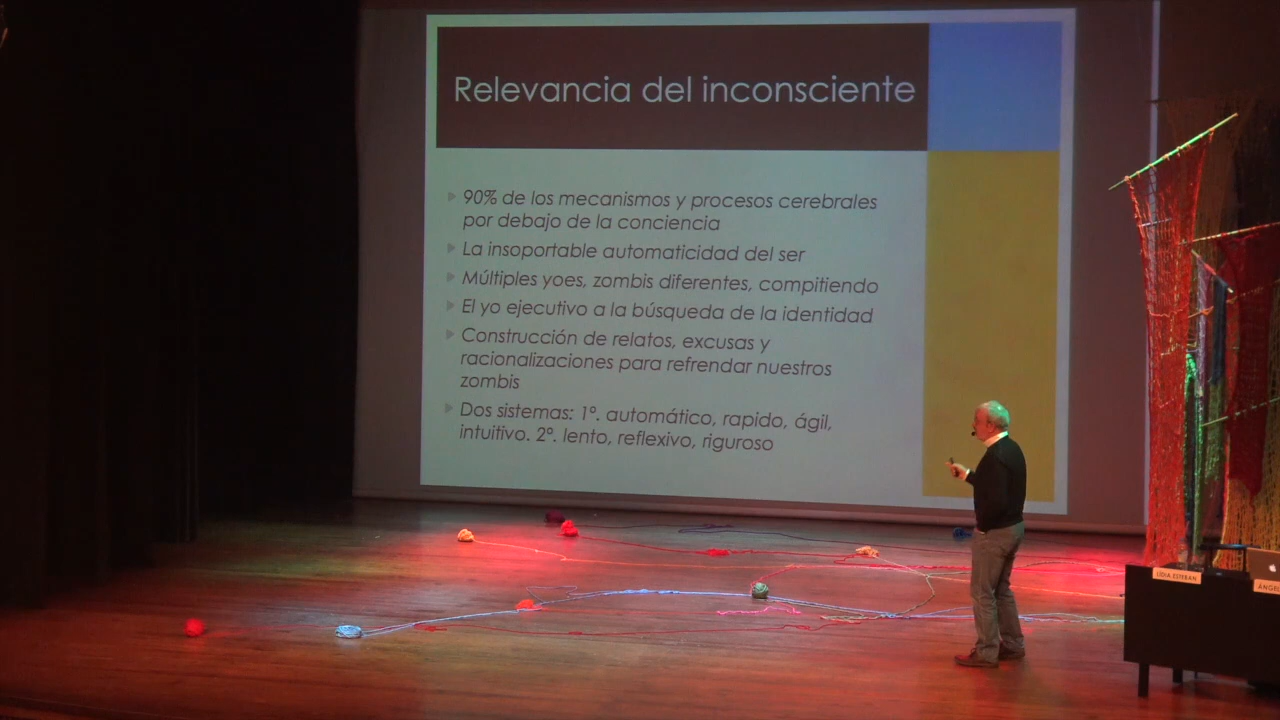 Relevancia del inconsciente
90% de los mecanismos y procesos cerebrales
por debajo de la conciencia
La insoportable automaticidad del ser
Múltiples yoes, zombis diferentes, compitiendo
El yo ejecutivo a la búsqueda de la identidad
Construcción de relatos, excusas y
racionalizaciones para refrendar nuestros
zombis
Dos sistemas: 1º. automático, rapido, ágil,
intuitivo. 2º. lento, reflexivo, riguroso
LIDIA ESTEBAN